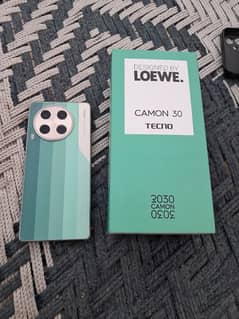 DESIGNED BY
LOEWE.
CAMON 30
TECNO
2030
CAMON